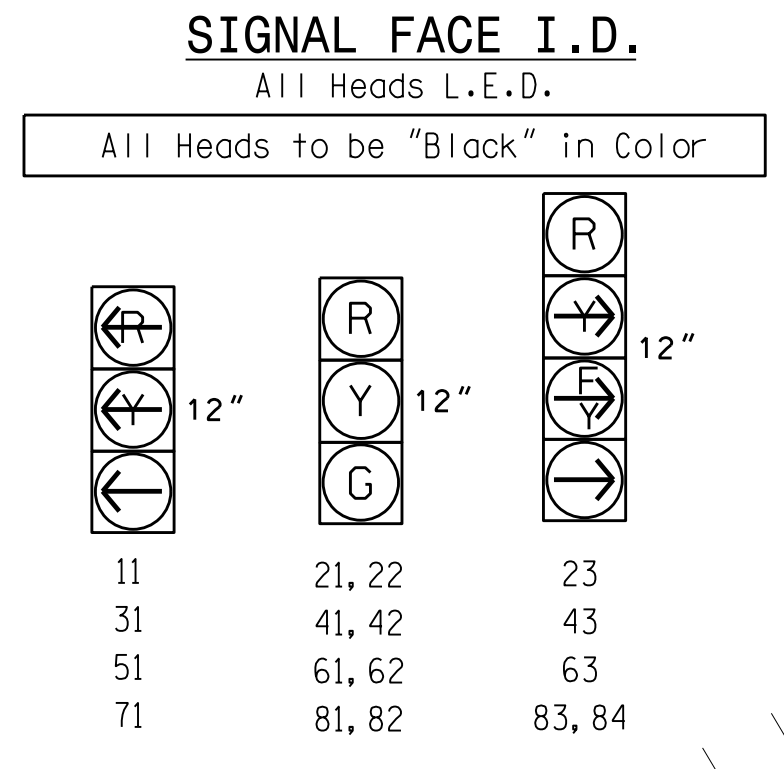 SIGNAL FACE I.D.
All Heads L.E.D.
All Heads to be "Black" in Color
R
Y
12"
R
Y
G
12"
R
Y
F
Y
12"
11
31
51
71
21, 22
41, 42
61, 62
81, 82
23
43
63
83, 84